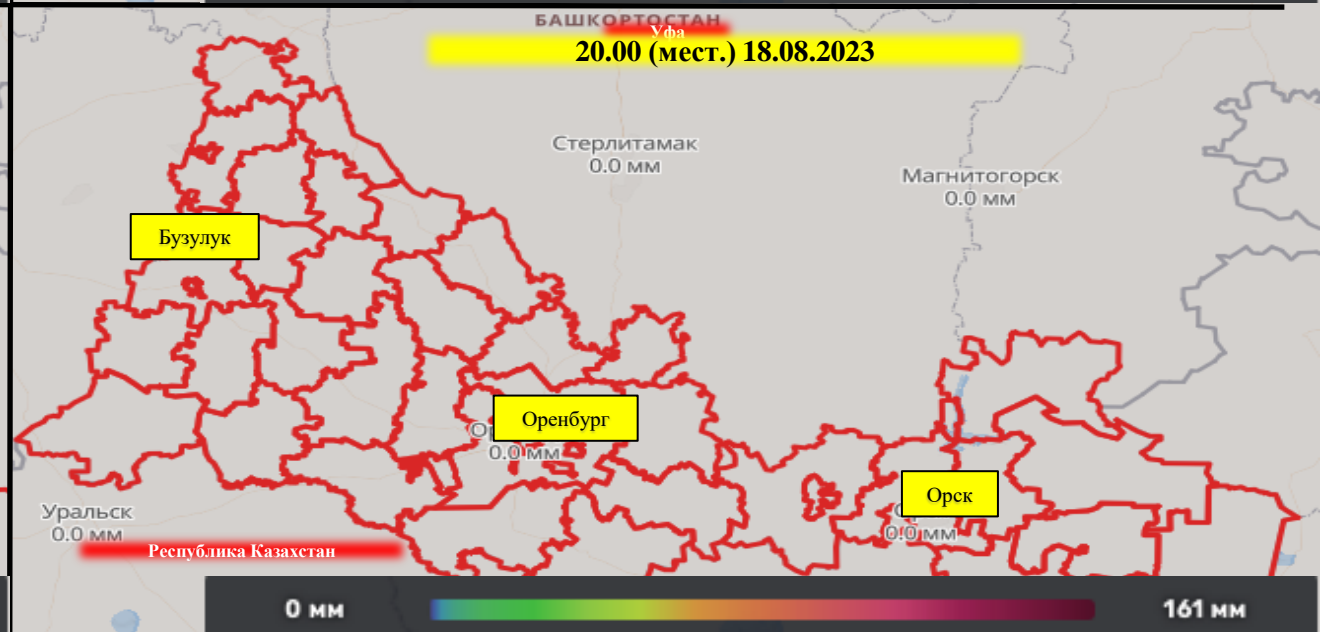 БАШКОРТОСТАН
Уфа
20.00 (мест.) 18.08.2023
Стерлитамак
0.0 мм
Магнитогорск
0.0 мм
Бузулук
Оренбург
0.0 мм
Орск
0.0 мм
Уральск
0.0 мм
Республика Казахстан
0 мм
161 мм